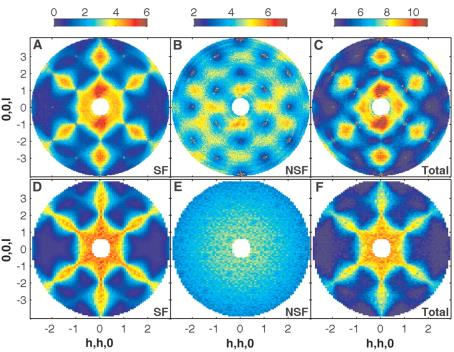 0 2 4 6
2 4 6
4 6 8 10
A B C
0,0,l
3
2
1
0
-1
-2
-3
SF NSF Total
D E F
0,0,l
3
2
1
0
-1
-2
-3
SF NSF Total
-2 -1 0 1 2 -2 -1 0 1 2 -2 -1 0 1 2
h,h,0 h,h,0 h,h,0